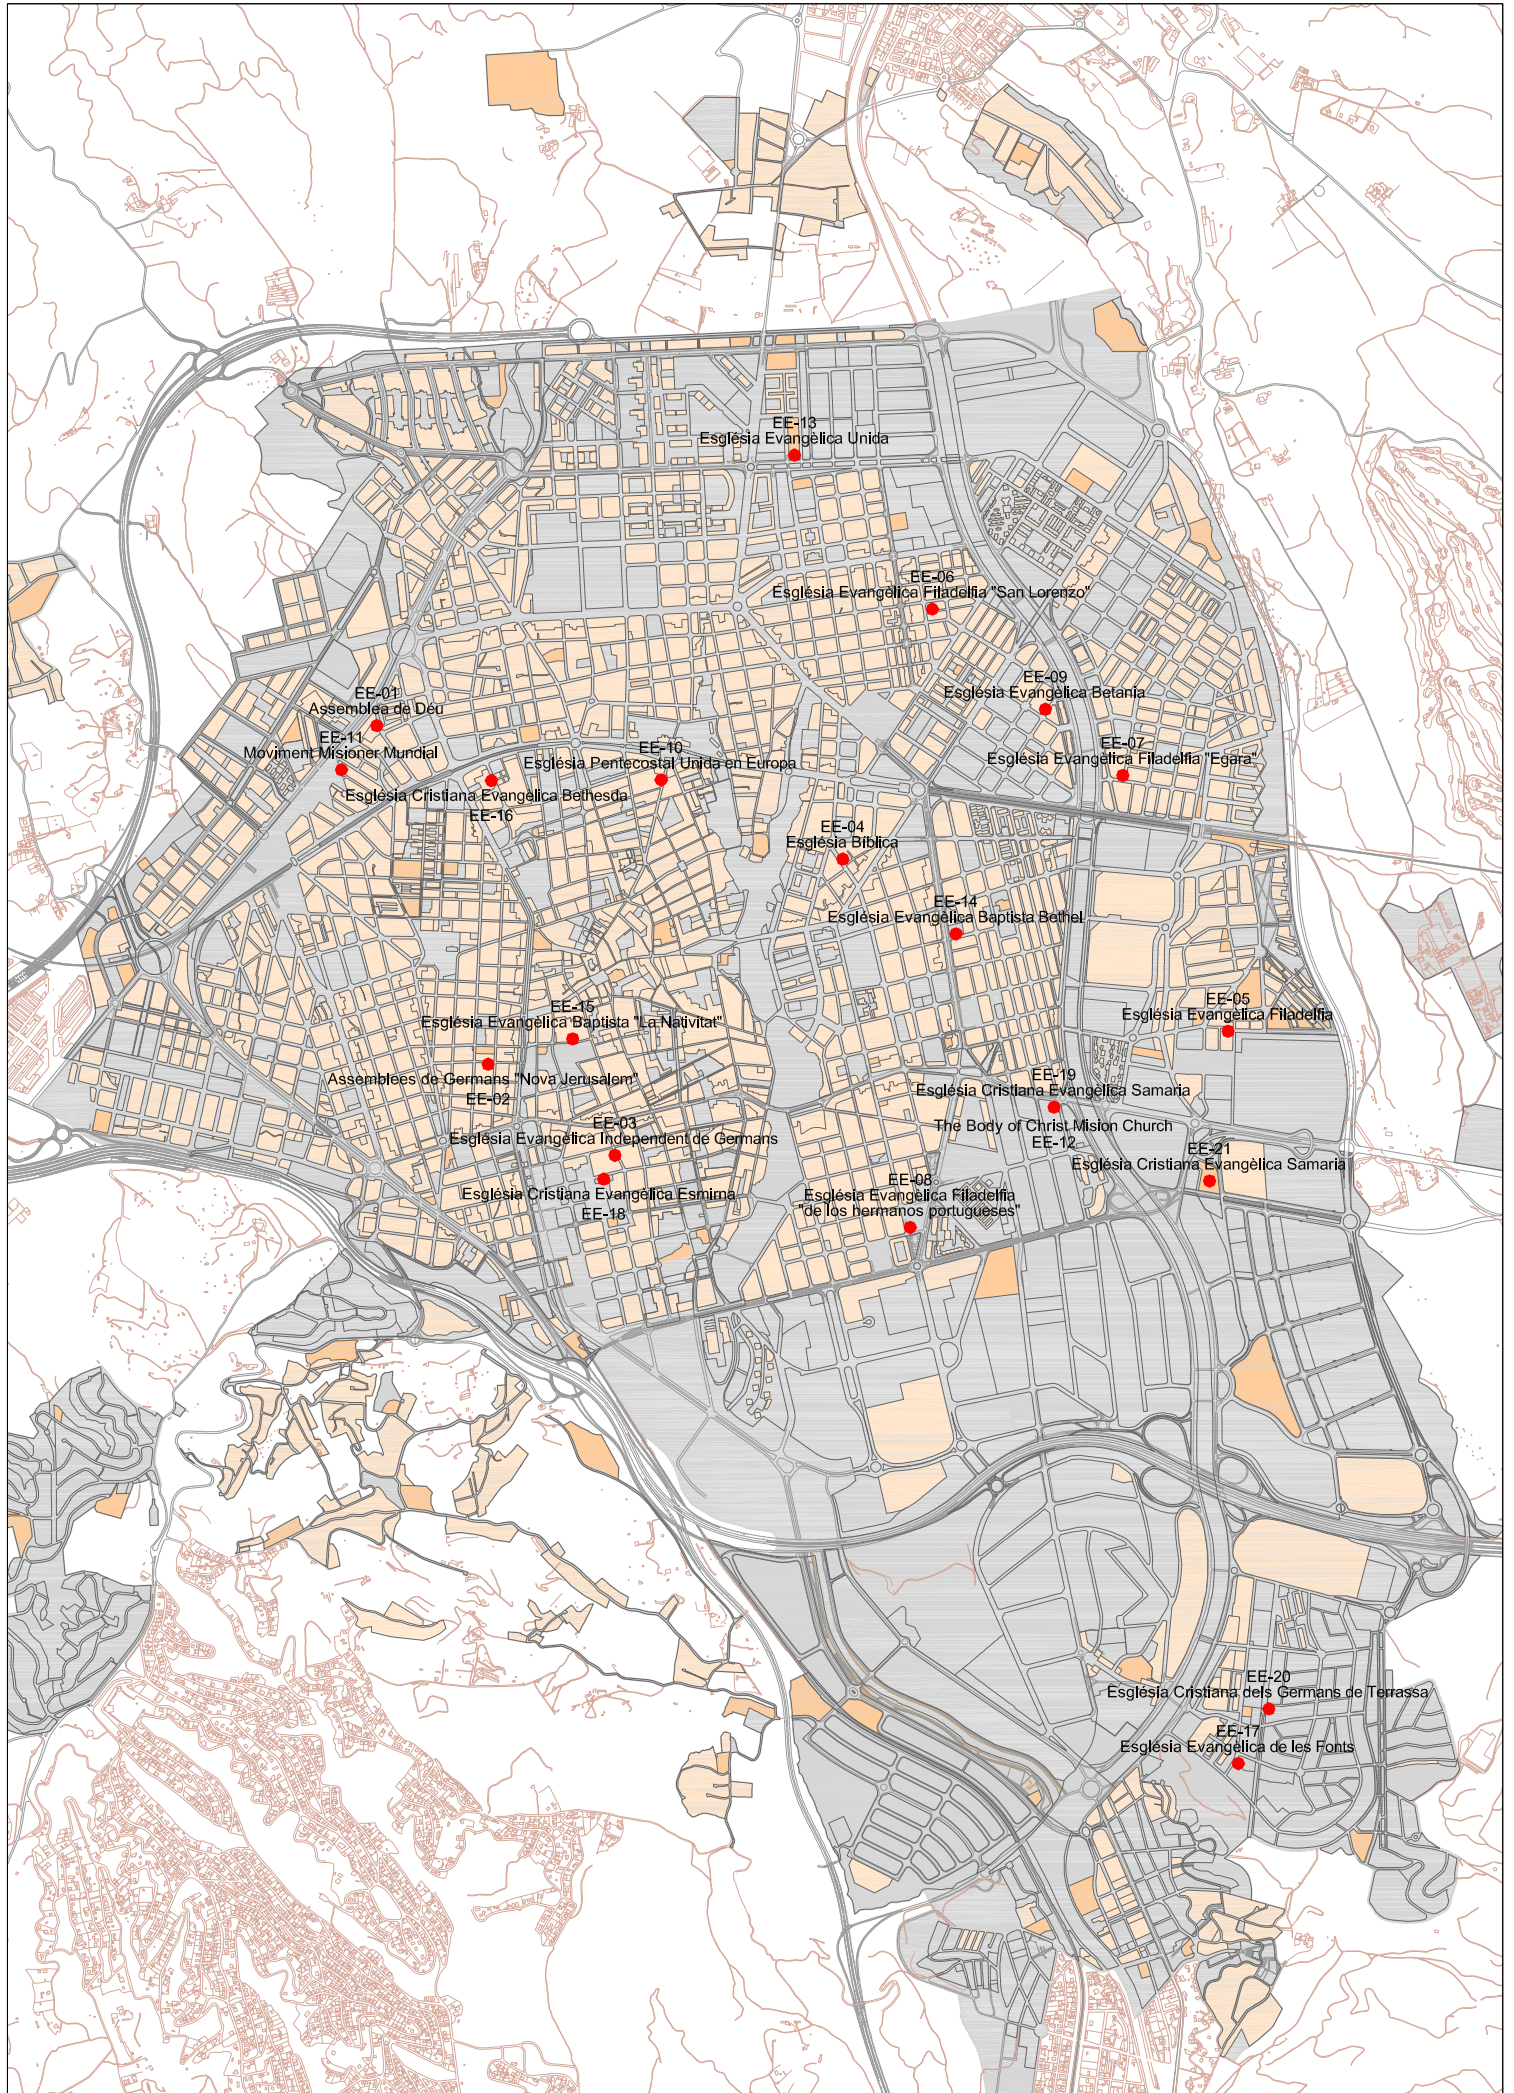 EE-13
Església Evangèlica Unida
EE-06
Església Evangèlica Filadelfia "San Lorenzo"
EE-09
Església Evangèlica Betania
EE-01
Assemblea de Déu
EE-11
Moviment Misioner Mundial
EE-10
Església Pentecostal Unida en Europa
EE-07
Església Evangèlica Filadelfia "Egara"
Església Cristiana Evangèlica Bethesda
EE-16
EE-04
Església Bíblica
EE-14
Església Evangèlica Baptista Bethel
EE-05
Església Evangèlica Filadelfia
EE-15
Església Evangèlica Baptista "La Nativitat"
Assemblees de Germans "Nova Jerusalem"
EE-02
EE-19
Església Cristiana Evangèlica Samaria
The Body of Christ Mision Church
EE-12
EE-03
Església Evangèlica Independent de Germans
EE-21
Església Cristiana Evangèlica Samaria
Església Cristiana Evangèlica Esmirna
EE-18
EE-08
Església Evangèlica Filadelfia
"de los hermanos portugueses"
EE-20
Església Cristiana dels Germans de Terrassa
EE-17
Església Evangèlica de les Fonts